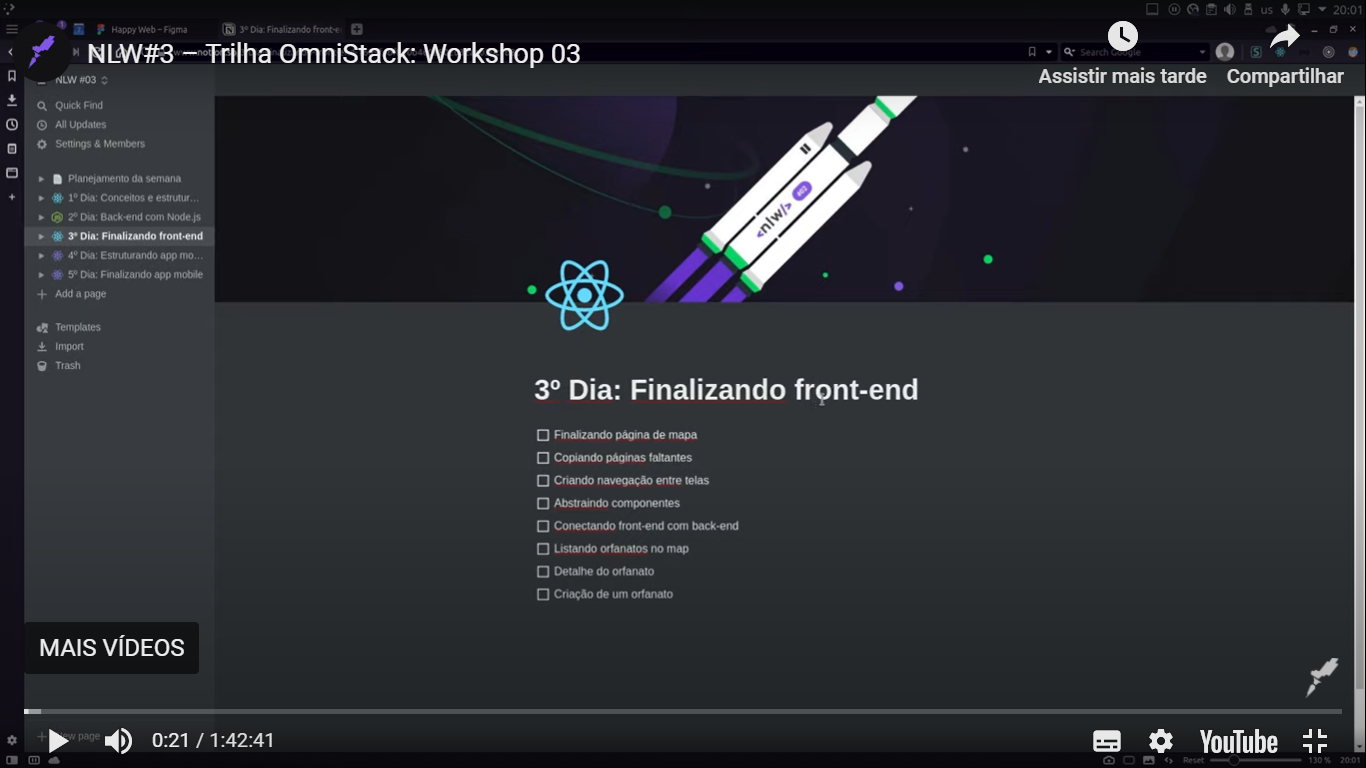 us
20:01
Happy Web – Figma
3º Dia: Finalizando front-e
NLW#3 – Trilha OmniStack: Workshop 03
Search Google
Assistir mais tarde
Compartilhar
NLW #03
Quick Find
All Updates
Settings & Members
Planejamento da semana
1º Dia: Conceitos e estrutur...
2º Dia: Back-end com Node.js
3º Dia: Finalizando front-end
4º Dia: Estruturando app mo...
5º Dia: Finalizando app mobile
Add a page
Templates
Import
Trash
<nlw/>
3º Dia: Finalizando front-end
Finalizando página de mapa
Copiando páginas faltantes
Criando navegação entre telas
Abstraindo componentes
Conectando front-end com back-end
Listando orfanatos no map
Detalhe do orfanato
Criação de um orfanato
MAIS VÍDEOS
page
0:21 / 1:42:41
YouTube
Reset
130 %
20:01